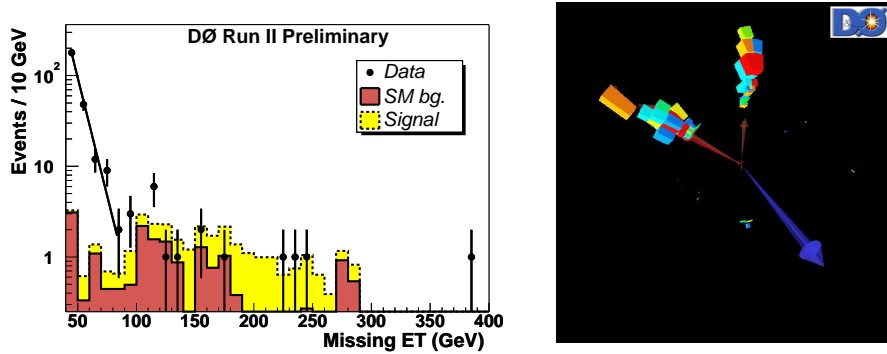 DØ Run II Preliminary
Data
SM bg.
Signal
Events / 10 GeV
10²
10
1
50 100 150 200 250 300 350 400
Missing ET (GeV)
DØ